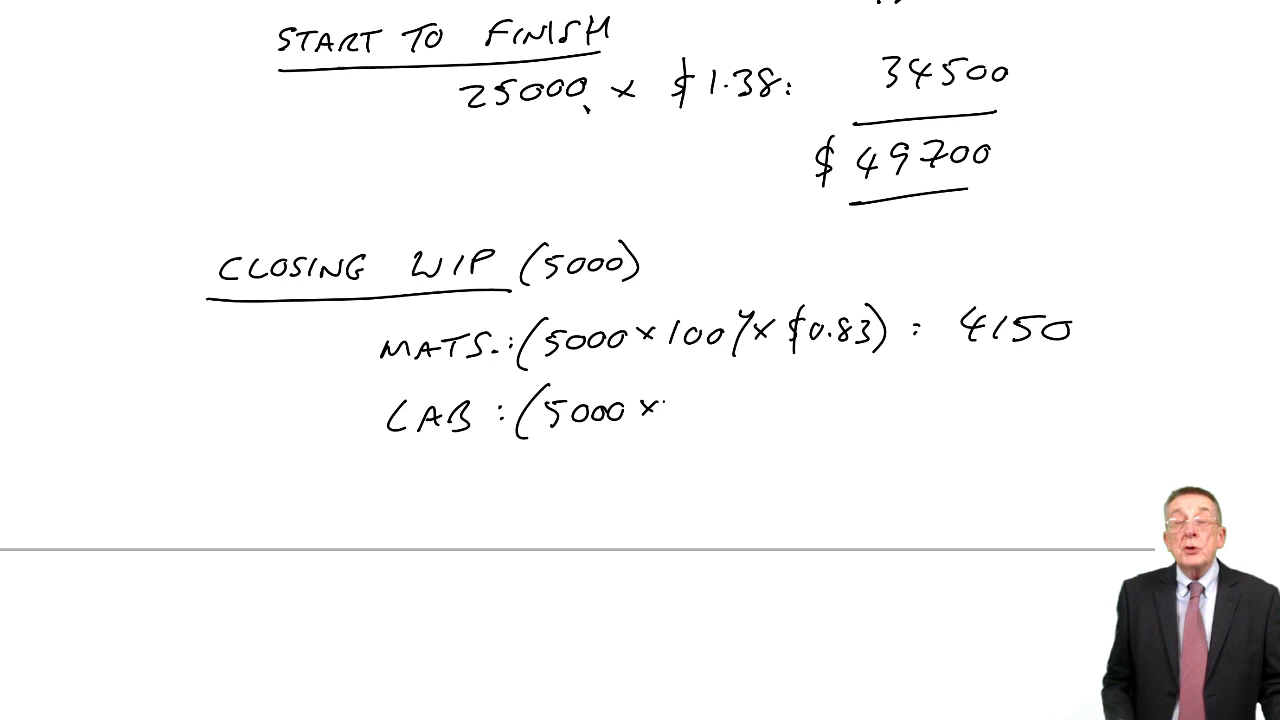 START TO FINISH
25000 x $1.38: 34500
$ 49700
CLOSING WIP (5000)
MATS.:(5000 x 100% x $0.83) = 4150
LAB :(5000 x